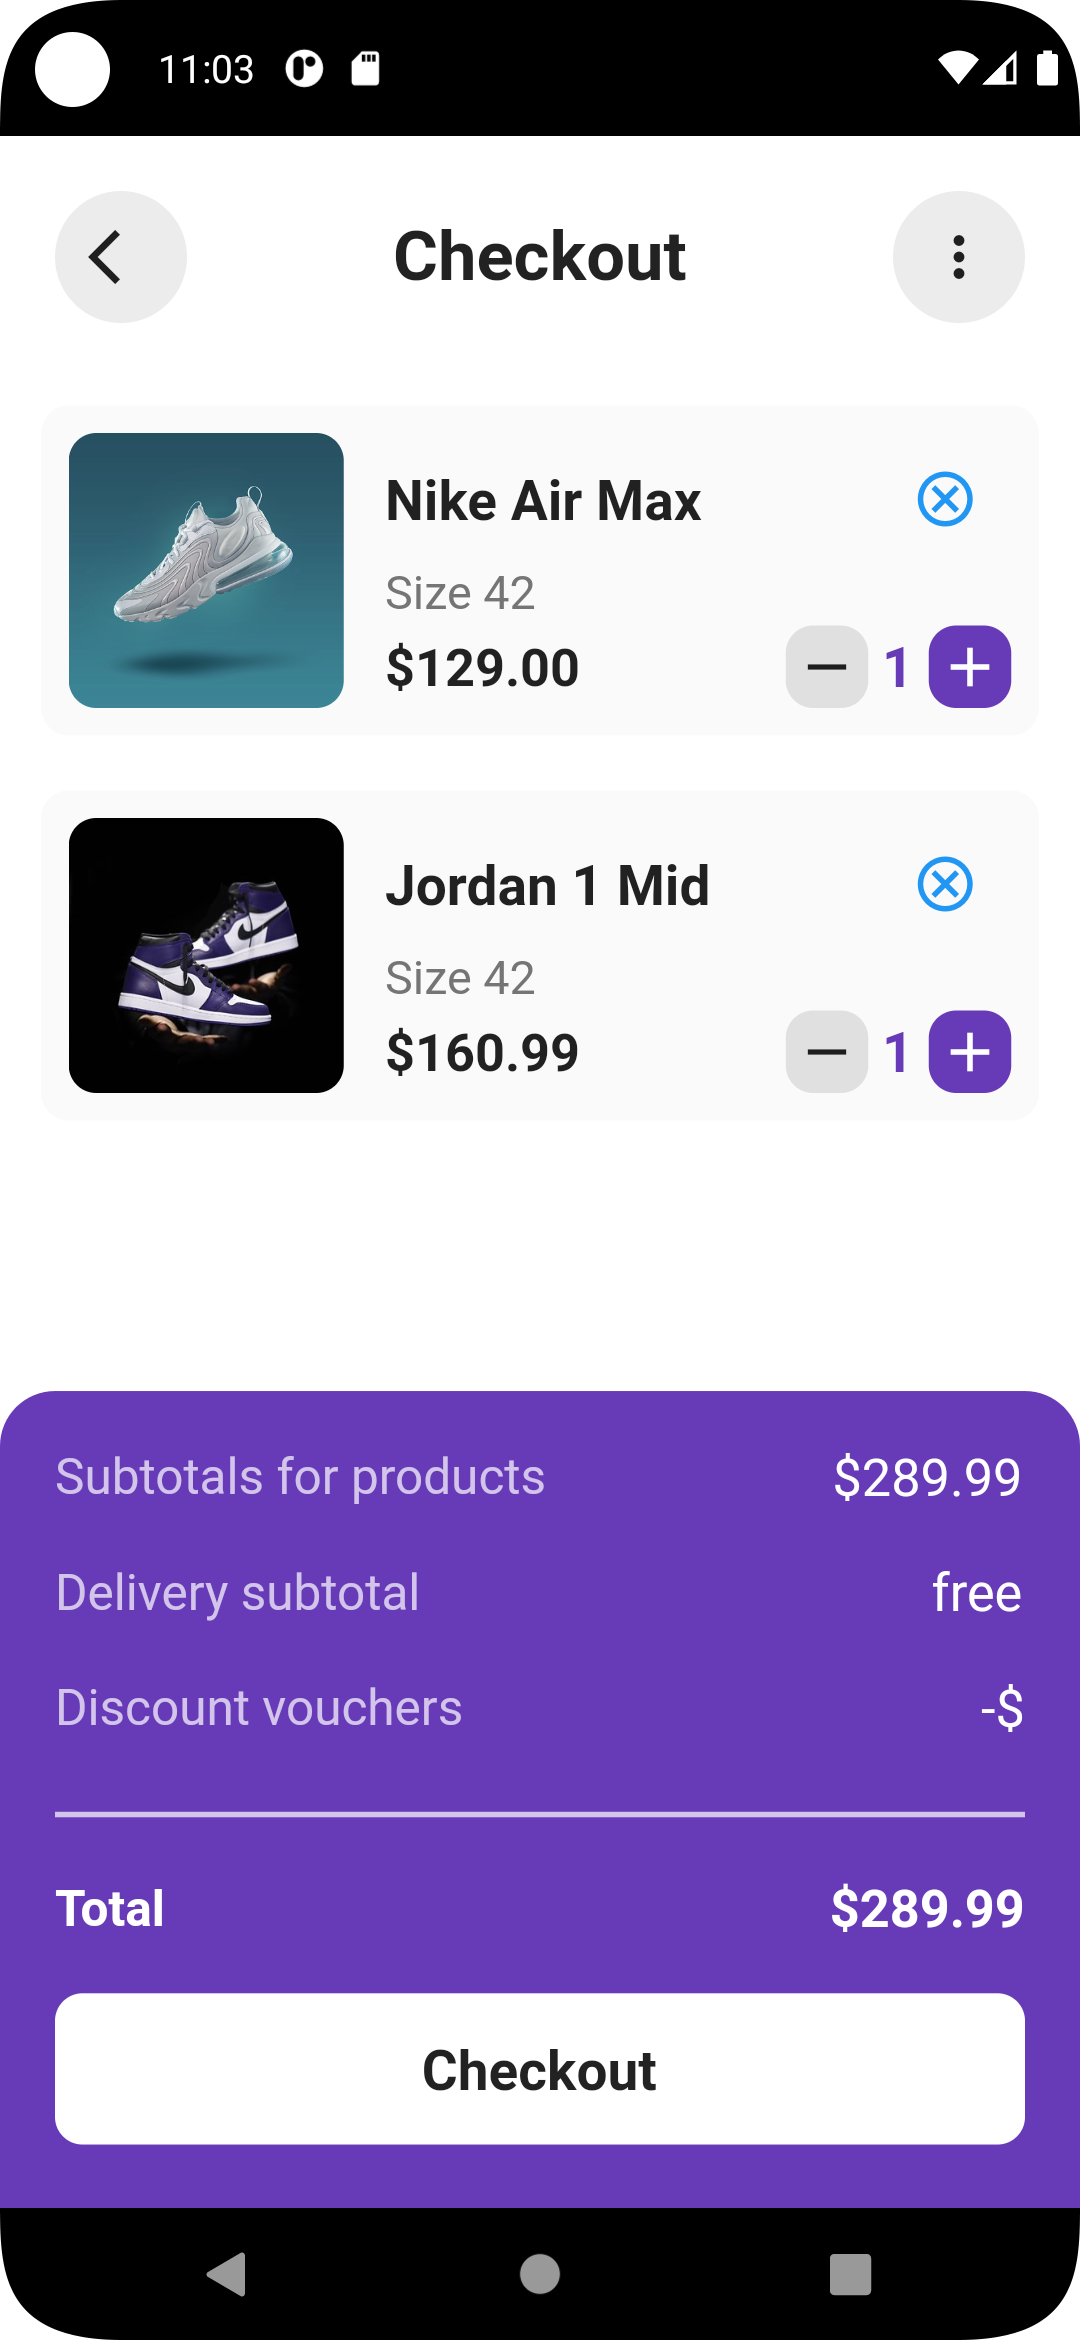 11:03
Checkout
Nike Air Max
Size 42
$129.00
1
Jordan 1 Mid
Size 42
$160.99
1
Subtotals for products $289.99
Delivery subtotal free
Discount vouchers -$
Total $289.99
Checkout